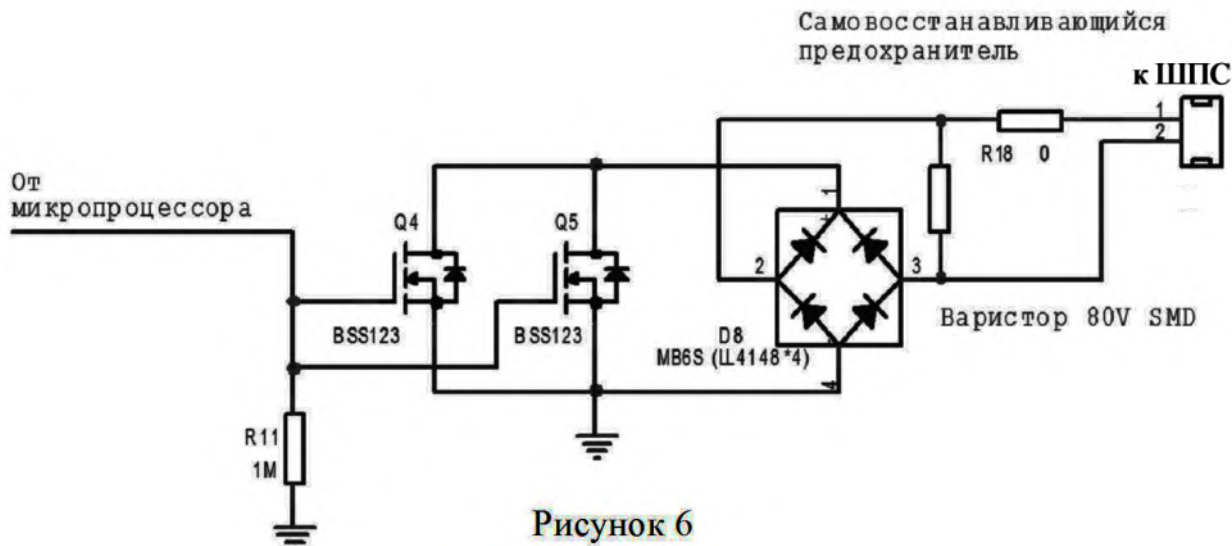 Самовосстанавливающийся
предохранитель
к ШПС
1
2
R18 0
От
микропроцессора
Q4
Q5
1
2
3
BSS123
BSS123
D8
MB6S (LL4148*4)
4
Варистор 80V SMD
R11
1M
Рисунок 6